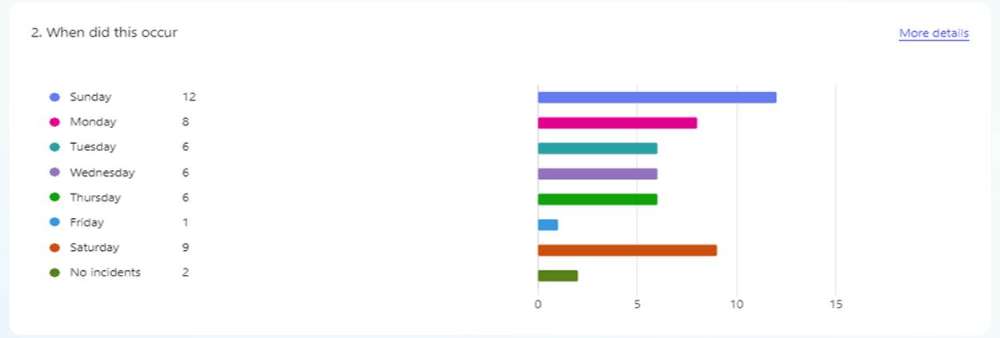 2. When did this occur
More details
Sunday 12
Monday 8
Tuesday 6
Wednesday 6
Thursday 6
Friday 1
Saturday 9
No incidents 2
0 5 10 15